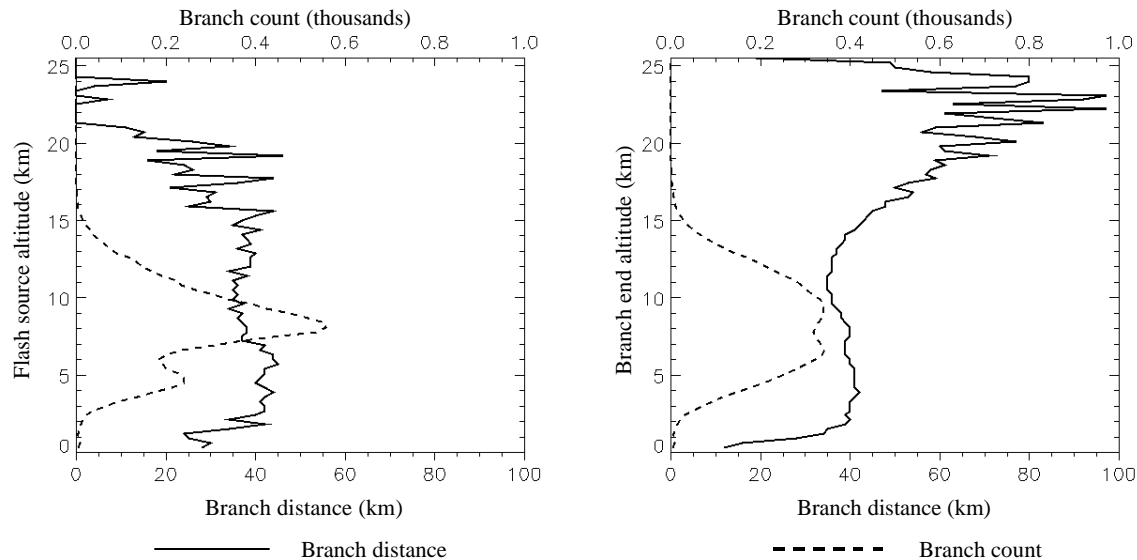 Branch count (thousands)
0.0 0.2 0.4 0.6 0.8 1.0
25
20
15
10
5
0
Flash source altitude (km)
0 20 40 60 80 100
Branch distance (km)
Branch count (thousands)
0.0 0.2 0.4 0.6 0.8 1.0
25
20
15
10
5
0
Branch end altitude (km)
0 20 40 60 80 100
Branch distance (km)
Branch distance
Branch count